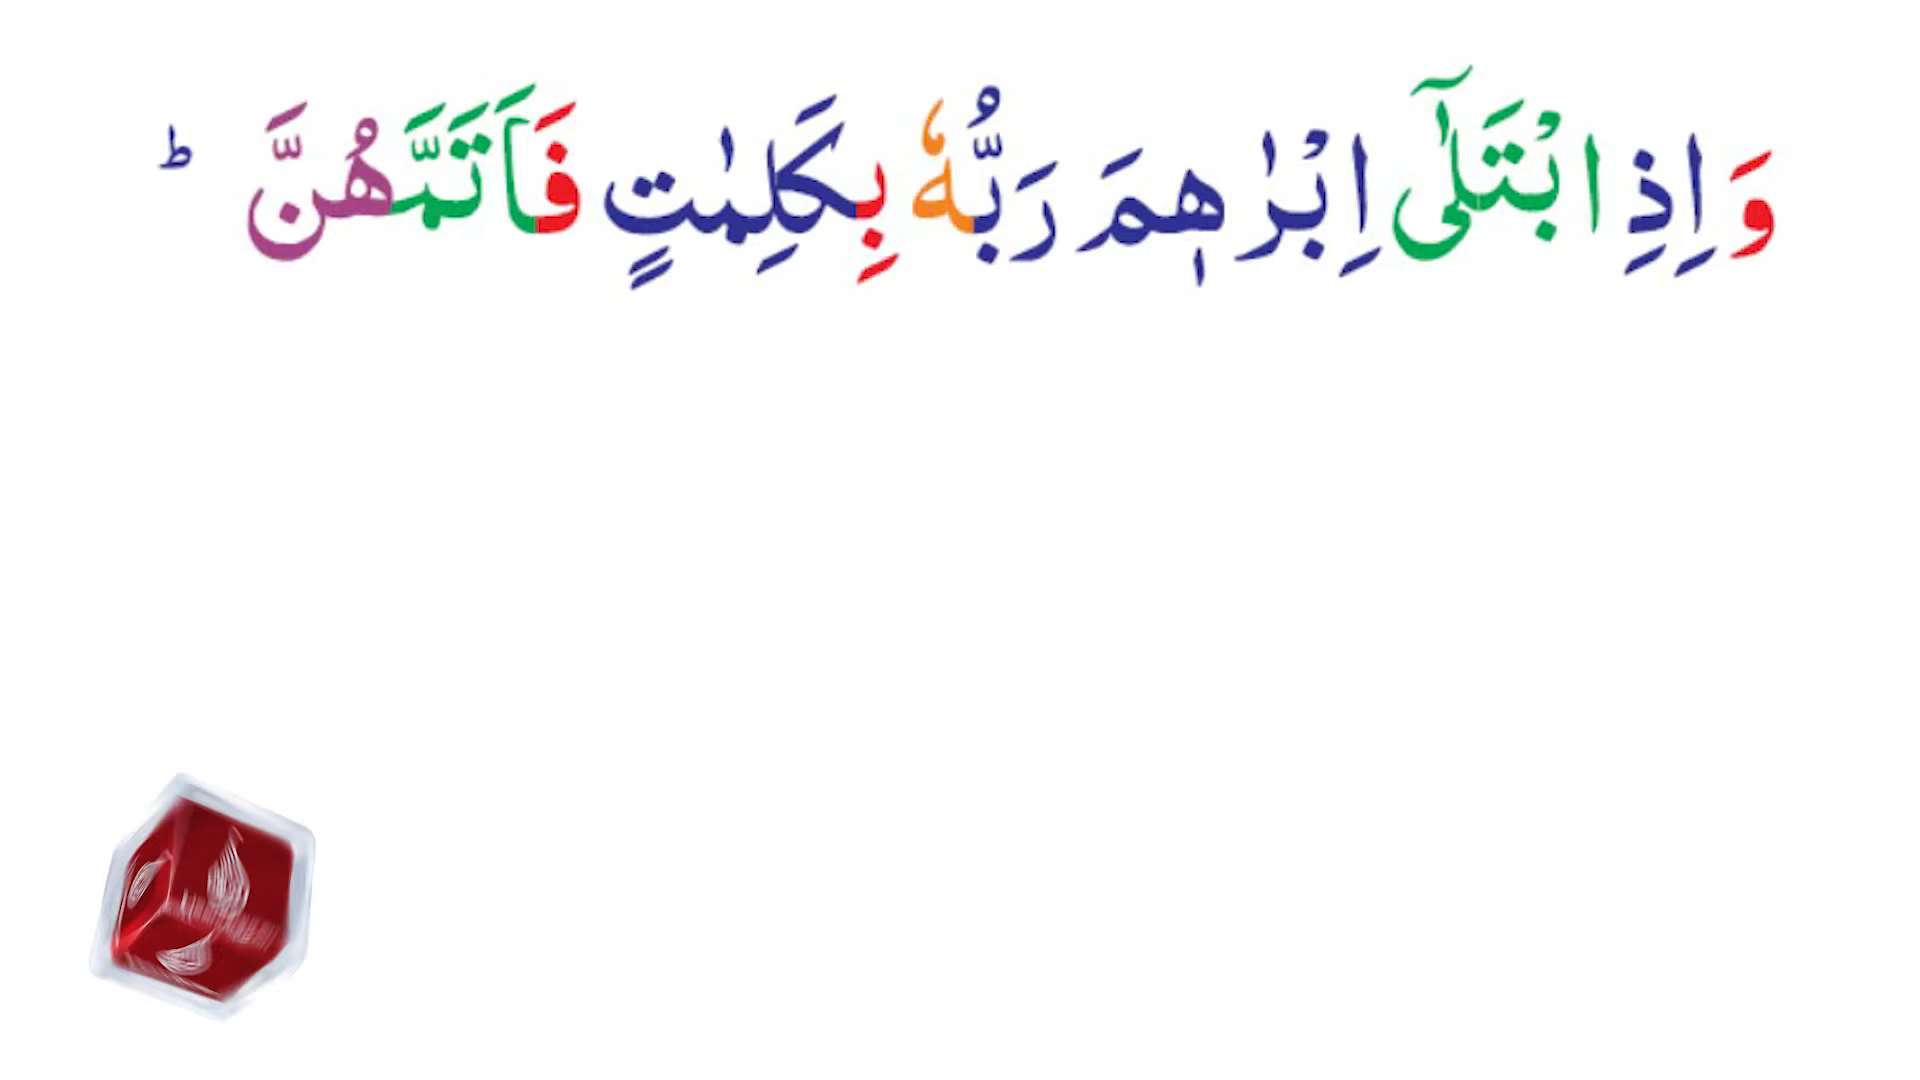 وَاِذِ ابْتَلٰۤى اِبْرٰهٖمَ رَبُّهٗ بِكَلِمٰتٍ فَاَتَمَّهُنَّ ؕ